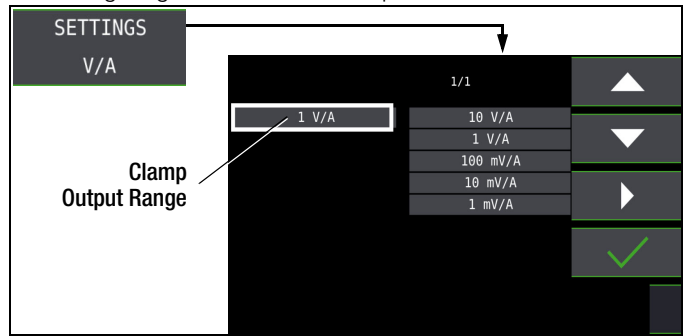 SETTINGS
V/A
1/1
1 V/A
10 V/A
1 V/A
100 mV/A
10 mV/A
1 mV/A
Clamp
Output Range